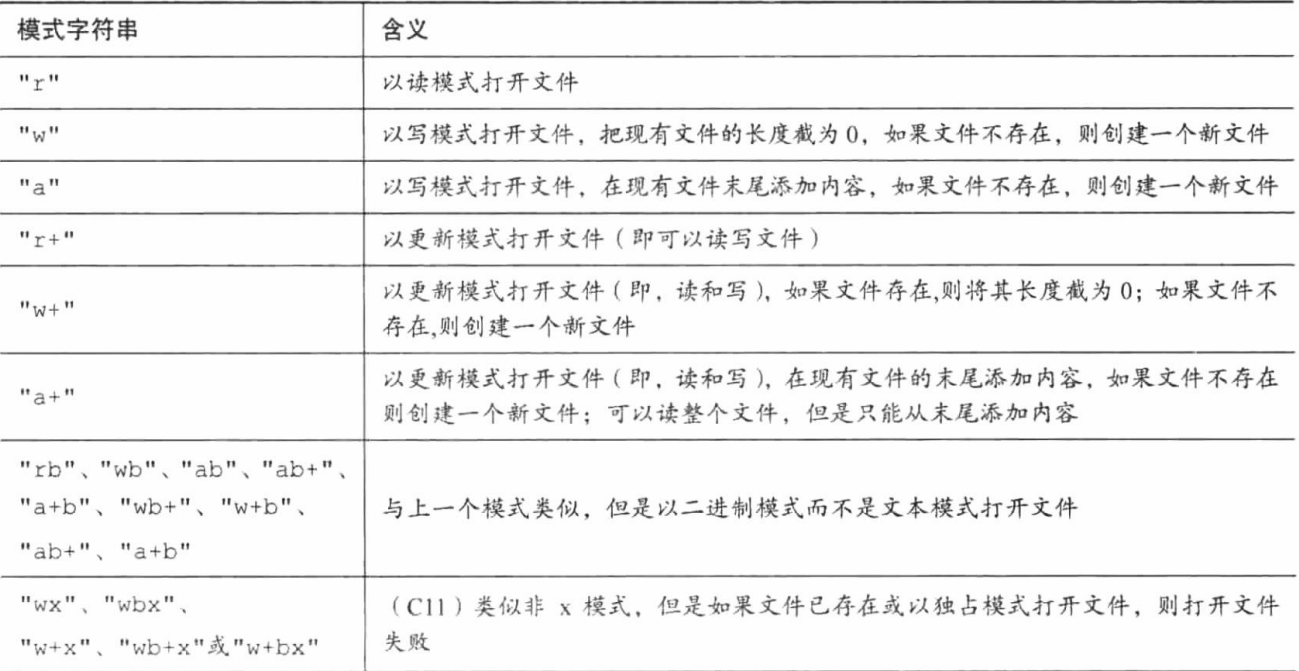 模式字符串 含义
"r" 以读模式打开文件
"w" 以写模式打开文件，把现有文件的长度截为 0，如果文件不存在，则创建一个新文件
"a" 以写模式打开文件，在现有文件末尾添加内容，如果文件不存在，则创建一个新文件
"r+" 以更新模式打开文件（即可以读写文件）
"w+" 以更新模式打开文件（即，读和写），如果文件存在,则将其长度截为 0；如果文件不
存在,则创建一个新文件
"a+" 以更新模式打开文件（即，读和写），在现有文件的末尾添加内容，如果文件不存在
则创建一个新文件；可以读整个文件，但是只能从末尾添加内容
"rb"、"wb"、"ab"、"ab+"、
"a+b"、"wb+"、"w+b"、 与上一个模式类似，但是以二进制模式而不是文本模式打开文件
"ab+"、"a+b"
"wx"、"wbx"、 （C11）类似非 x 模式，但是如果文件已存在或以独占模式打开文件，则打开文件
"w+x"、"wb+x"或"w+bx" 失败